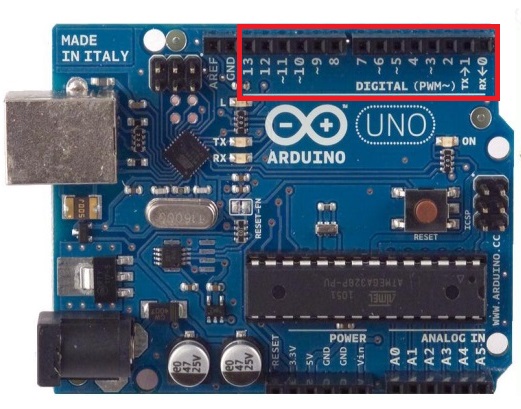 MADE
IN ITALY
AREF
GND
13
12
~11
~10
~9
8
7
~6
~5
4
~3
2
TX→1
RX←0
DIGITAL (PWM~)
L
TX
RX
™
UNO
ARDUINO
ON
RESET-EN
RESET
ICSP
ATMEGA328P-PU
ATMEL
WWW.ARDUINO.CC
POWER
ANALOG IN
RESET
3.3V
5V
GND
GND
Vin
A0
A1
A2
A3
A4
A5
47
25V
47
25V